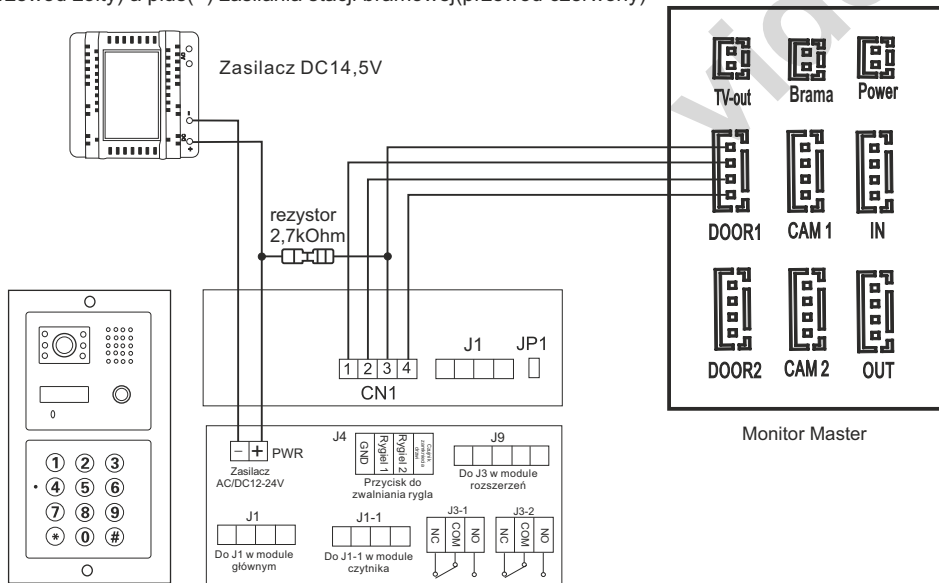 zewód żółty) a plus(+) zasilania stacji bramowej(przewód czerwony)
Zasilacz DC14,5V
TV-out
Brama
Power
rezystor
2,7kOhm
DOOR1
CAM 1
IN
DOOR2
CAM 2
OUT
Monitor Master
1 2 3 4
CN1
J1
JP1
- + PWR
Zasilacz
AC/DC12-24V
J4
GND
Rygiel 1
Rygiel 2
Przycisk do
zwalniania rygla
J9
Do J3 w module
rozszerzeń
J1
Do J1 w module
głównym
J1-1
Do J1-1 w module
czytnika
J3-1
NC
COM
NO
J3-2
NC
COM
NO
1 2 3
4 5 6
7 8 9
* 0 #